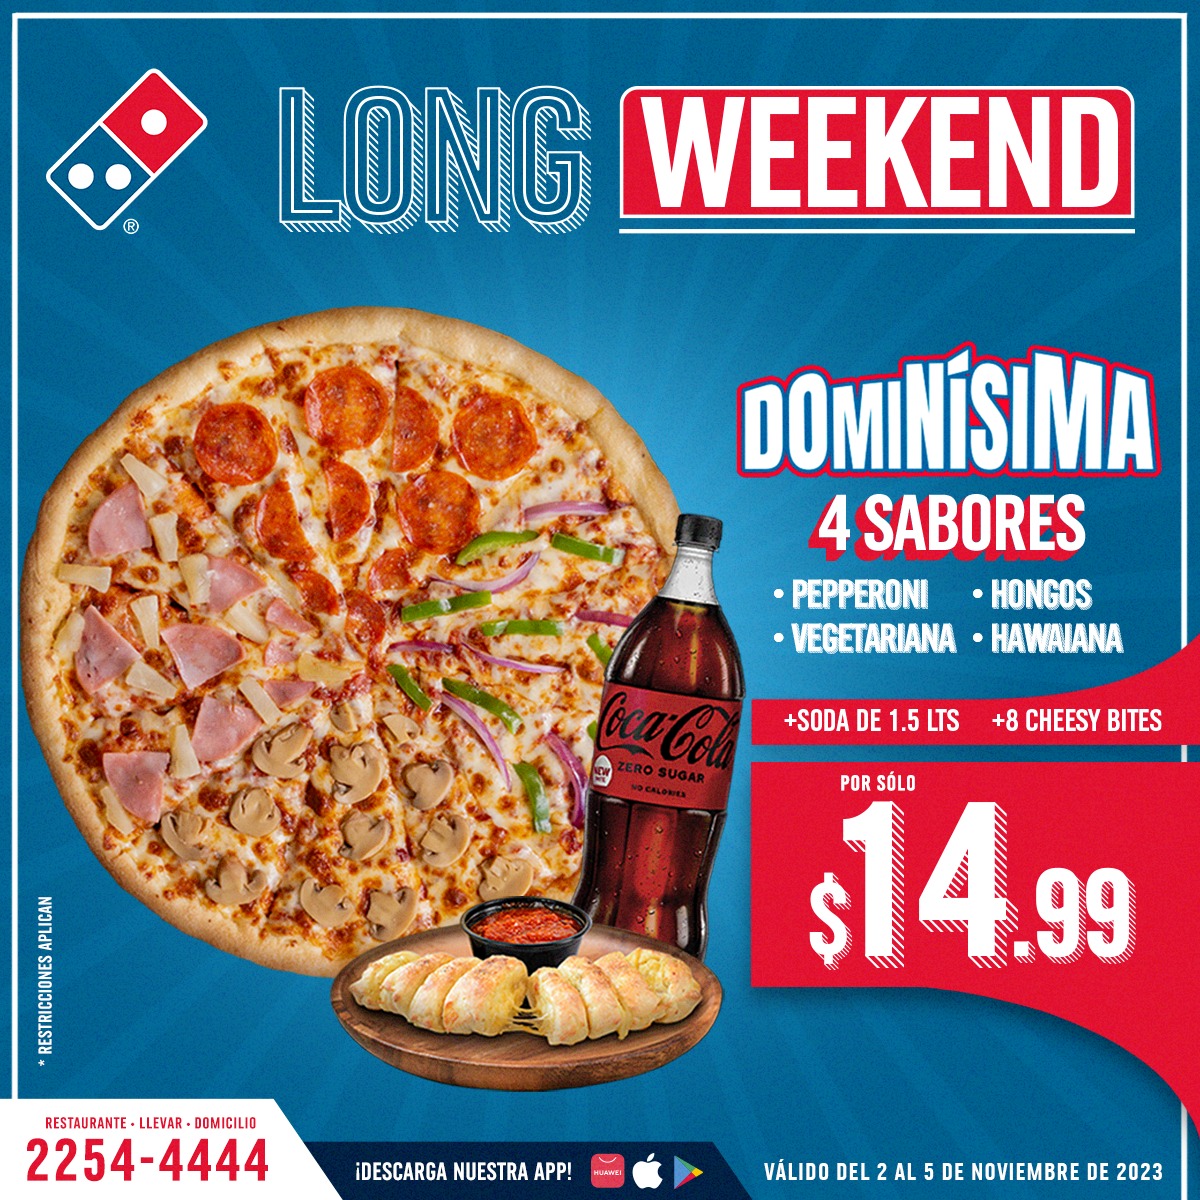 LONG WEEKEND
®
DOMINÍSIMA
4 SABORES
• PEPPERONI • HONGOS
• VEGETARIANA • HAWAIANA
+SODA DE 1.5 LTS +8 CHEESY BITES
POR SÓLO
$14.99
Coca-Cola
ZERO SUGAR
NO CALORIES
NEW
* RESTRICCIONES APLICAN
RESTAURANTE • LLEVAR • DOMICILIO
2254-4444
¡DESCARGA NUESTRA APP!
HUAWEI
VÁLIDO DEL 2 AL 5 DE NOVIEMBRE DE 2023